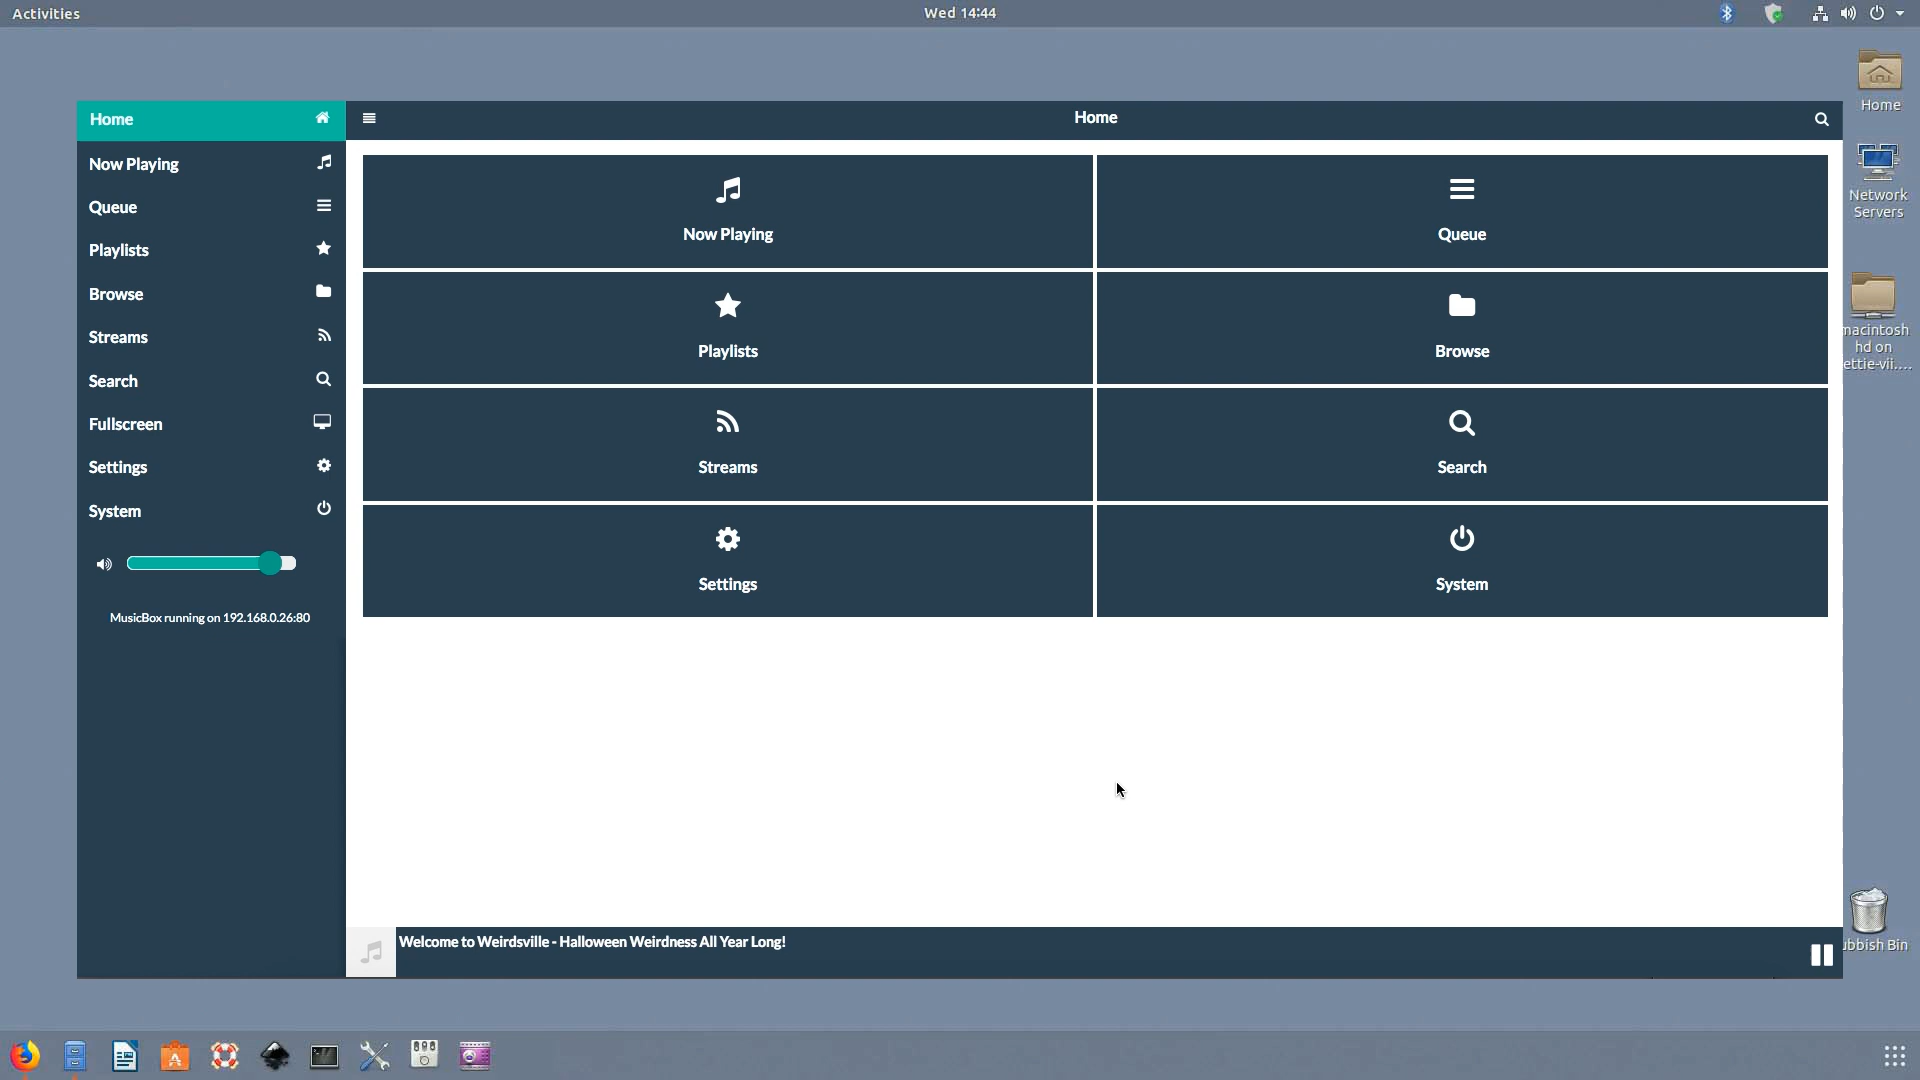 Activities
Wed 14:44
Home
Now Playing
Queue
Playlists
Browse
Streams
Search
Fullscreen
Settings
System
MusicBox running on 192.168.0.26:80
Home
Now Playing
Queue
Playlists
Browse
Streams
Search
Settings
System
Welcome to Weirdsville - Halloween Weirdness All Year Long!
Home
Network
Servers
macintosh
hd on
ettie-vii....
ubbish Bin